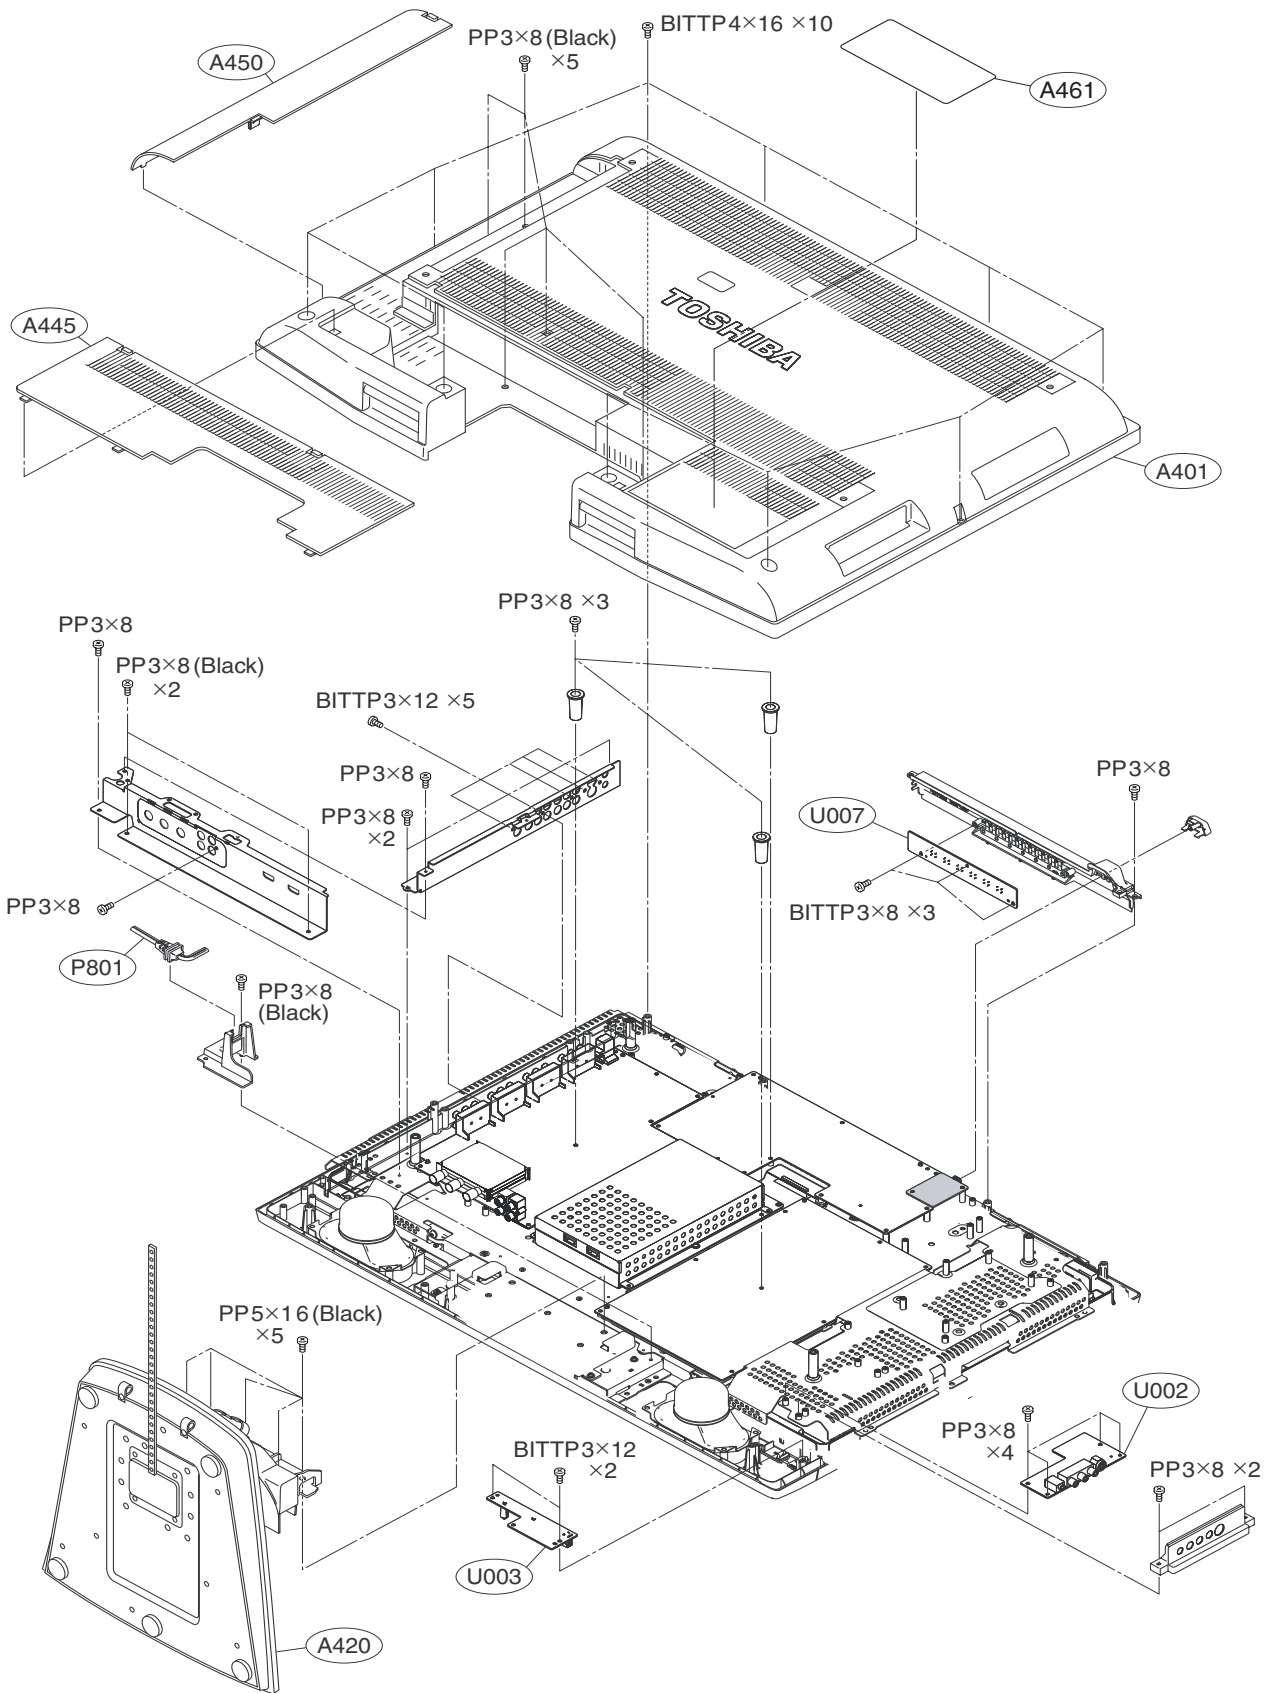 BITTP4×16 ×10
PP3×8(Black)
×5
A450
A461
TOSHIBA
A445
A401
PP3×8 ×3
PP3×8
PP3×8(Black)
×2
BITTP3×12 ×5
PP3×8
PP3×8
×2
PP3×8
U007
BITTP3×8 ×3
PP3×8
P801
PP3×8
(Black)
PP5×16(Black)
×5
U002
PP3×8
×4
PP3×8 ×2
BITTP3×12
×2
U003
A420